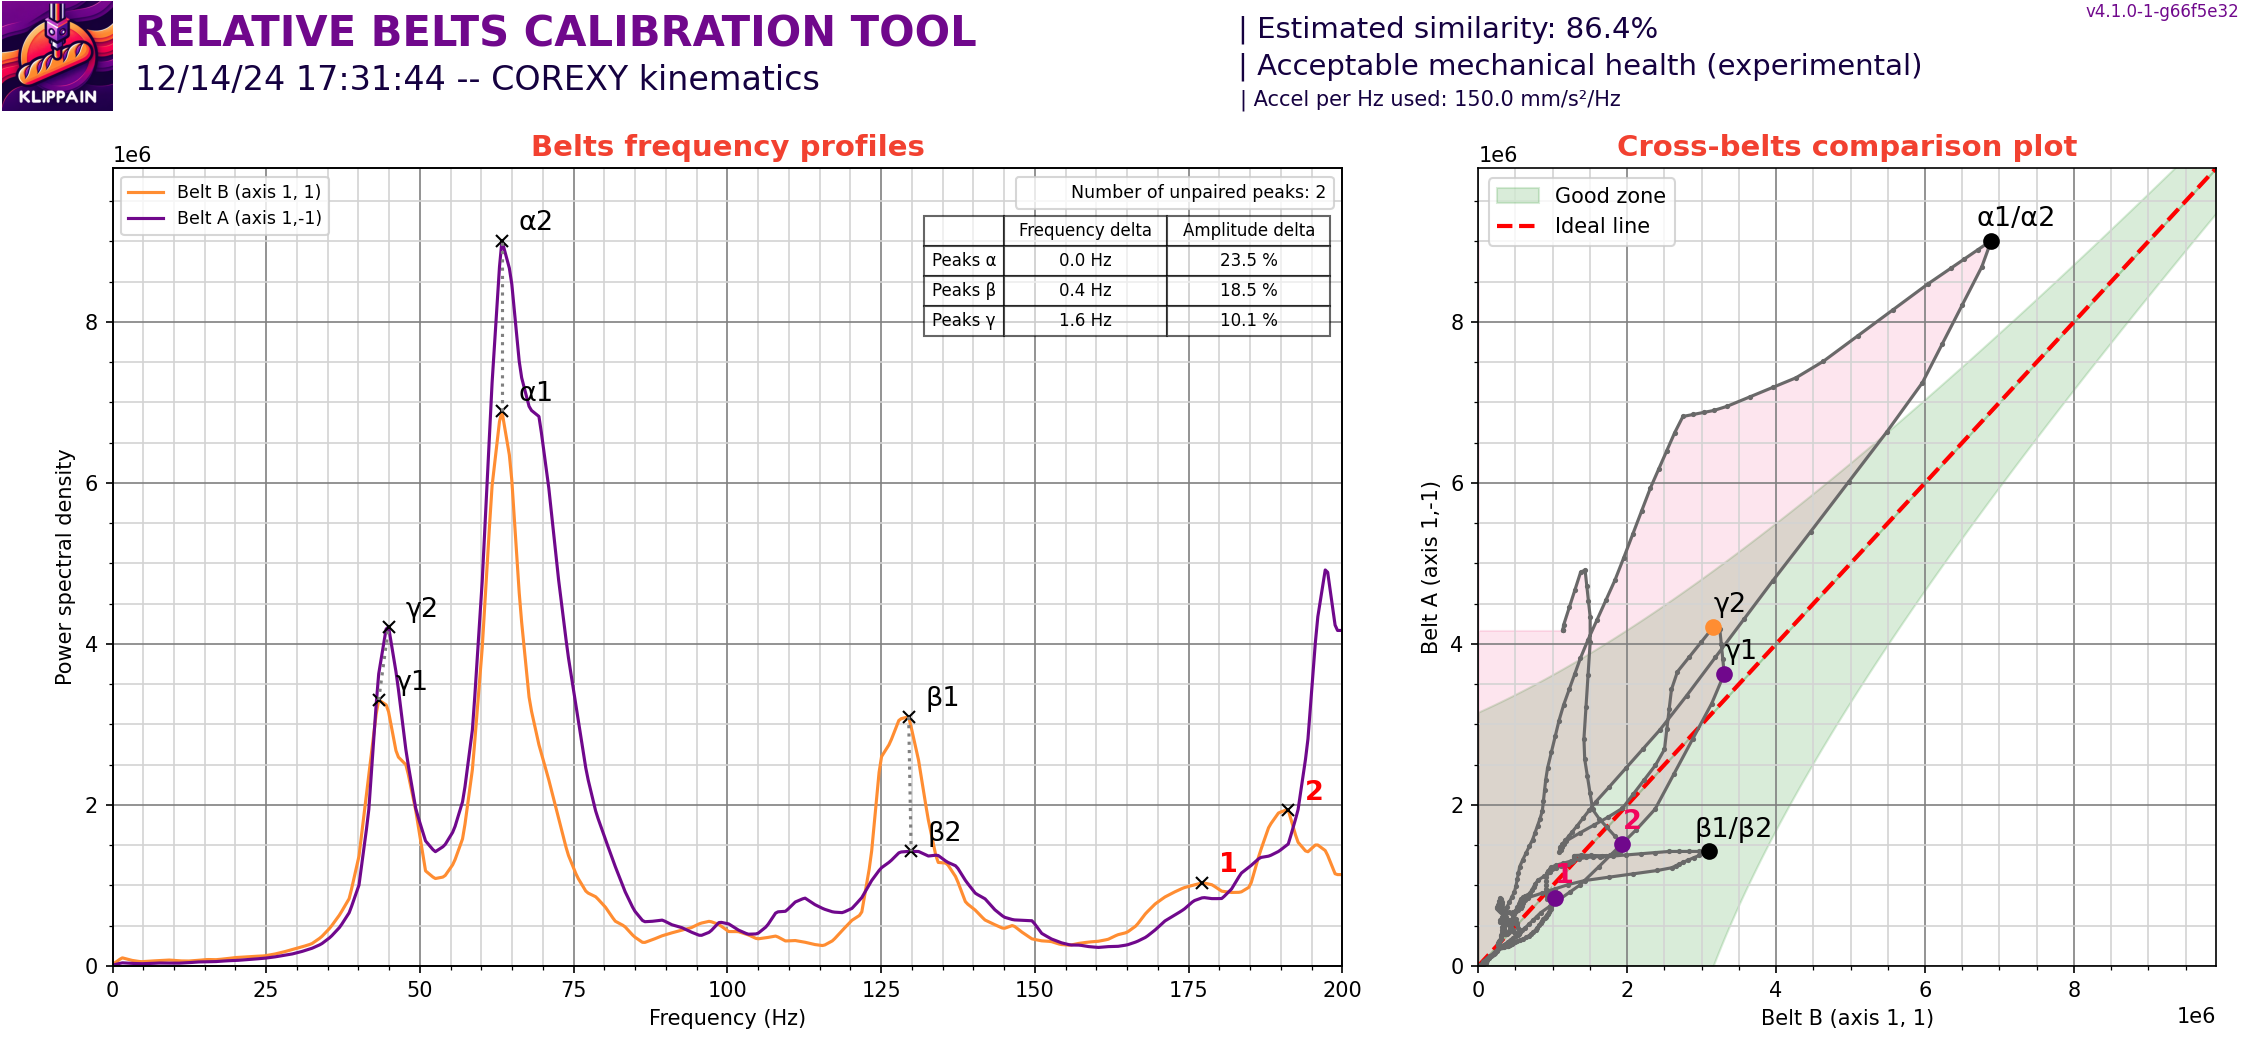 v4.1.0-1-g66f5e32
KLIPPAIN
RELATIVE BELTS CALIBRATION TOOL
12/14/24 17:31:44 -- COREXY kinematics
| Estimated similarity: 86.4%
| Acceptable mechanical health (experimental)
| Accel per Hz used: 150.0 mm/s²/Hz
Belts frequency profiles
1e6
Belt B (axis 1, 1)
Belt A (axis 1,-1)
Number of unpaired peaks: 2
Frequency delta Amplitude delta
Peaks α 0.0 Hz 23.5 %
Peaks β 0.4 Hz 18.5 %
Peaks γ 1.6 Hz 10.1 %
α2
α1
γ2
γ1
β1
β2
1
2
8
6
4
2
0
Power spectral density
0 25 50 75 100 125 150 175 200
Frequency (Hz)
Cross-belts comparison plot
1e6
Good zone
Ideal line
α1/α2
γ2
γ1
2
β1/β2
1
8
6
4
2
0
Belt A (axis 1,-1)
0 2 4 6 8
Belt B (axis 1, 1)
1e6